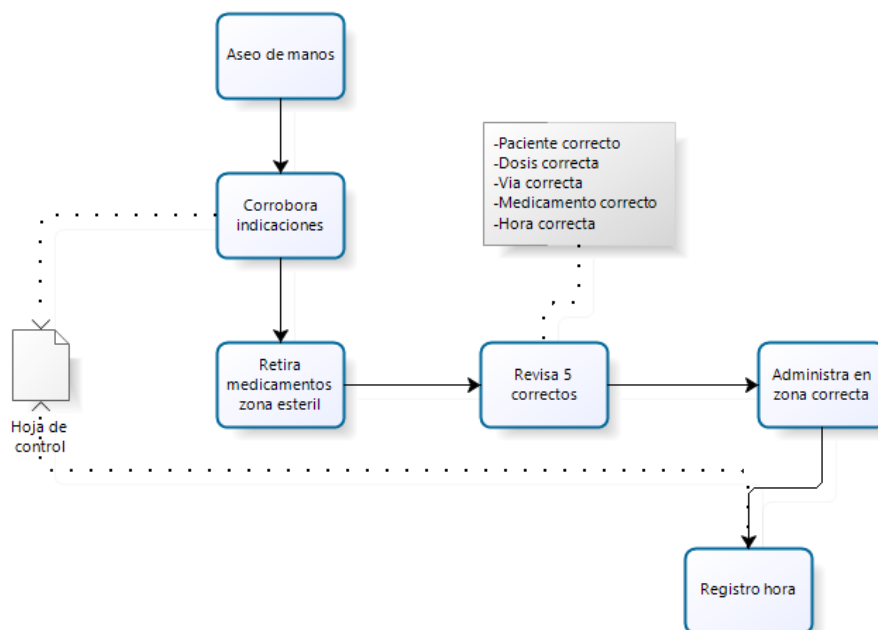 Aseo de manos
-Paciente correcto
-Dosis correcta
-Via correcta
-Medicamento correcto
-Hora correcta
Corrobora
indicaciones
Retira
medicamentos
zona esteril
Revisa 5
correctos
Administra en
zona correcta
Hoja de
control
Registro hora